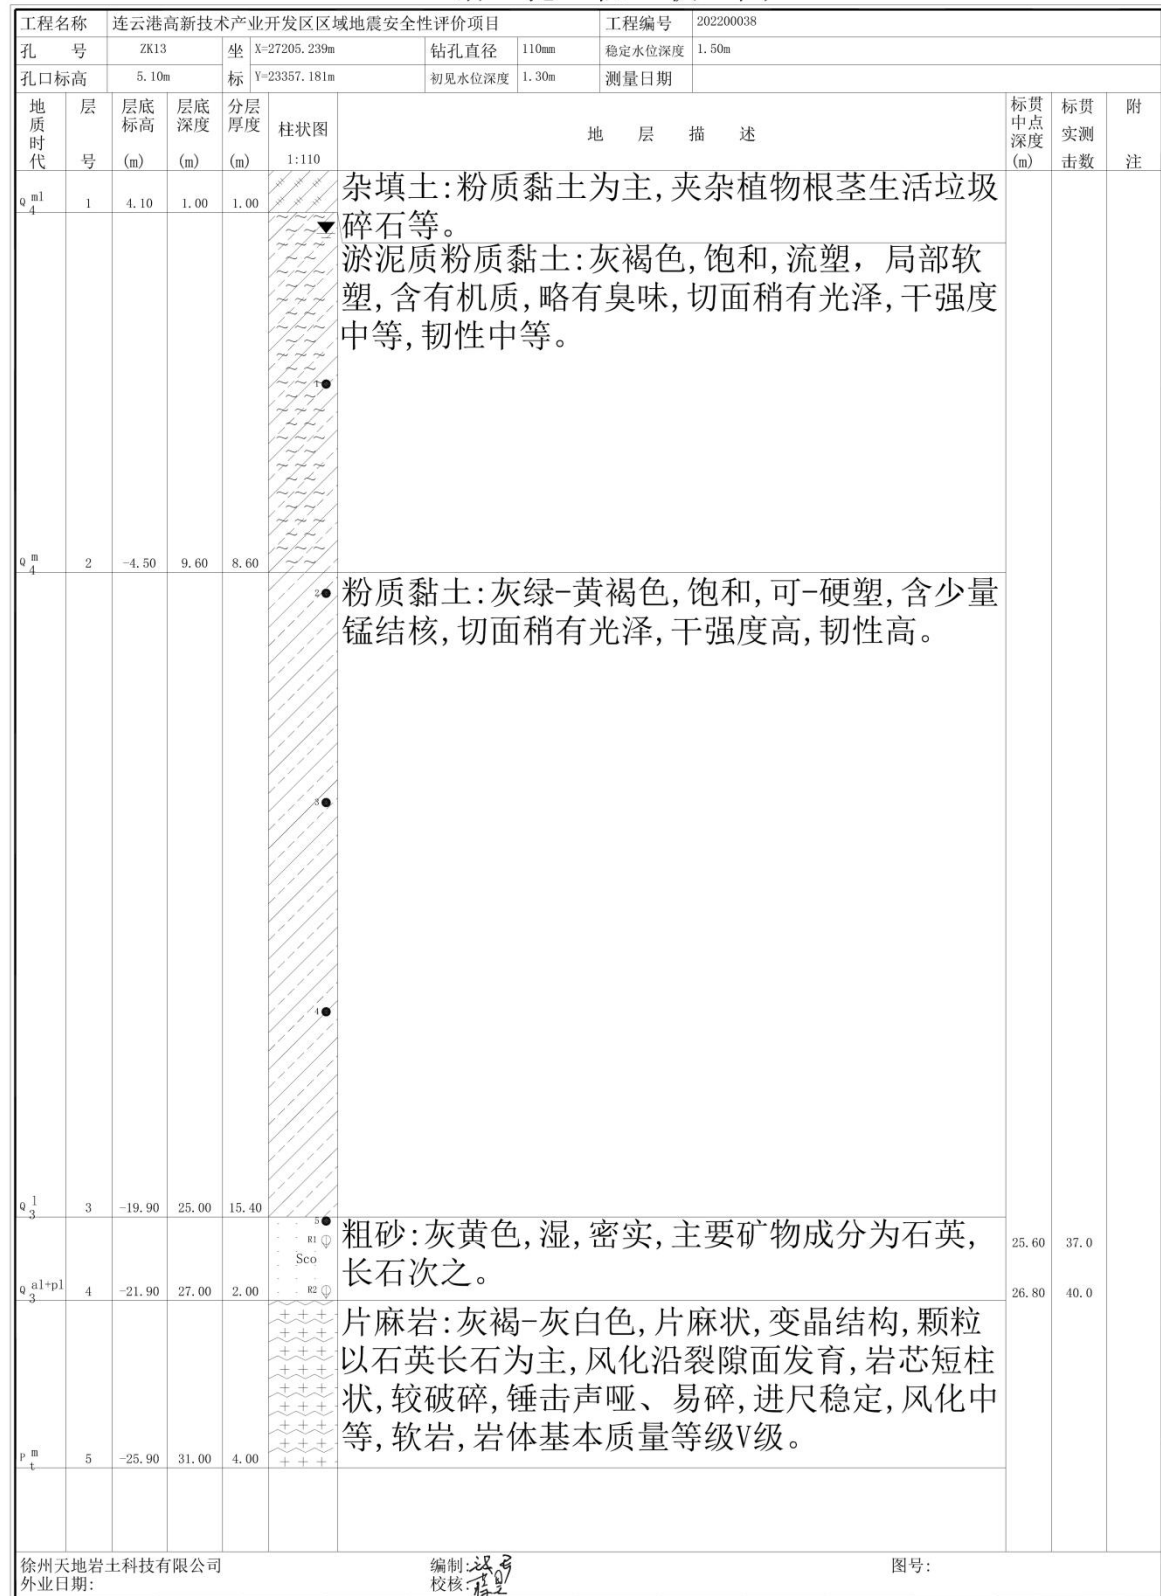 工程名称 连云港高新技术产业开发区区域地震安全性评价项目 工程编号 202200038
孔 号 ZK13 坐 X=27205.239m 钻孔直径 110mm 稳定水位深度 1.50m
孔口标高 5.10m 标 Y=23357.181m 初见水位深度 1.30m 测量日期
地质时代 层号 层底标高(m) 层底深度(m) 分层厚度(m) 柱状图 1:110 地 层 描 述 标贯中点深度(m) 标贯实测击数 附注
杂填土:粉质黏土为主,夹杂植物根茎生活垃圾
Q4ml 1 4.10 1.00 1.00
碎石等。
淤泥质粉质黏土:灰褐色,饱和,流塑,局部软
塑,含有机质,略有臭味,切面稍有光泽,干强度
中等,韧性中等。
1
Q4m 2 -4.50 9.60 8.60
2
粉质黏土:灰绿-黄褐色,饱和,可-硬塑,含少量
锰结核,切面稍有光泽,干强度高,韧性高。
3
4
Q3l 3 -19.90 25.00 15.40
5
粗砂:灰黄色,湿,密实,主要矿物成分为石英,
R1 25.60 37.0
Sco
长石次之。
Q3al+pl 4 -21.90 27.00 2.00 R2 26.80 40.0
片麻岩:灰褐-灰白色,片麻状,变晶结构,颗粒
以石英长石为主,风化沿裂隙面发育,岩芯短柱
状,较破碎,锤击声哑、易碎,进尺稳定,风化中
等,软岩,岩体基本质量等级V级。
Ptm 5 -25.90 31.00 4.00
徐州天地岩土科技有限公司 编制: 图号:
外业日期: 校核: